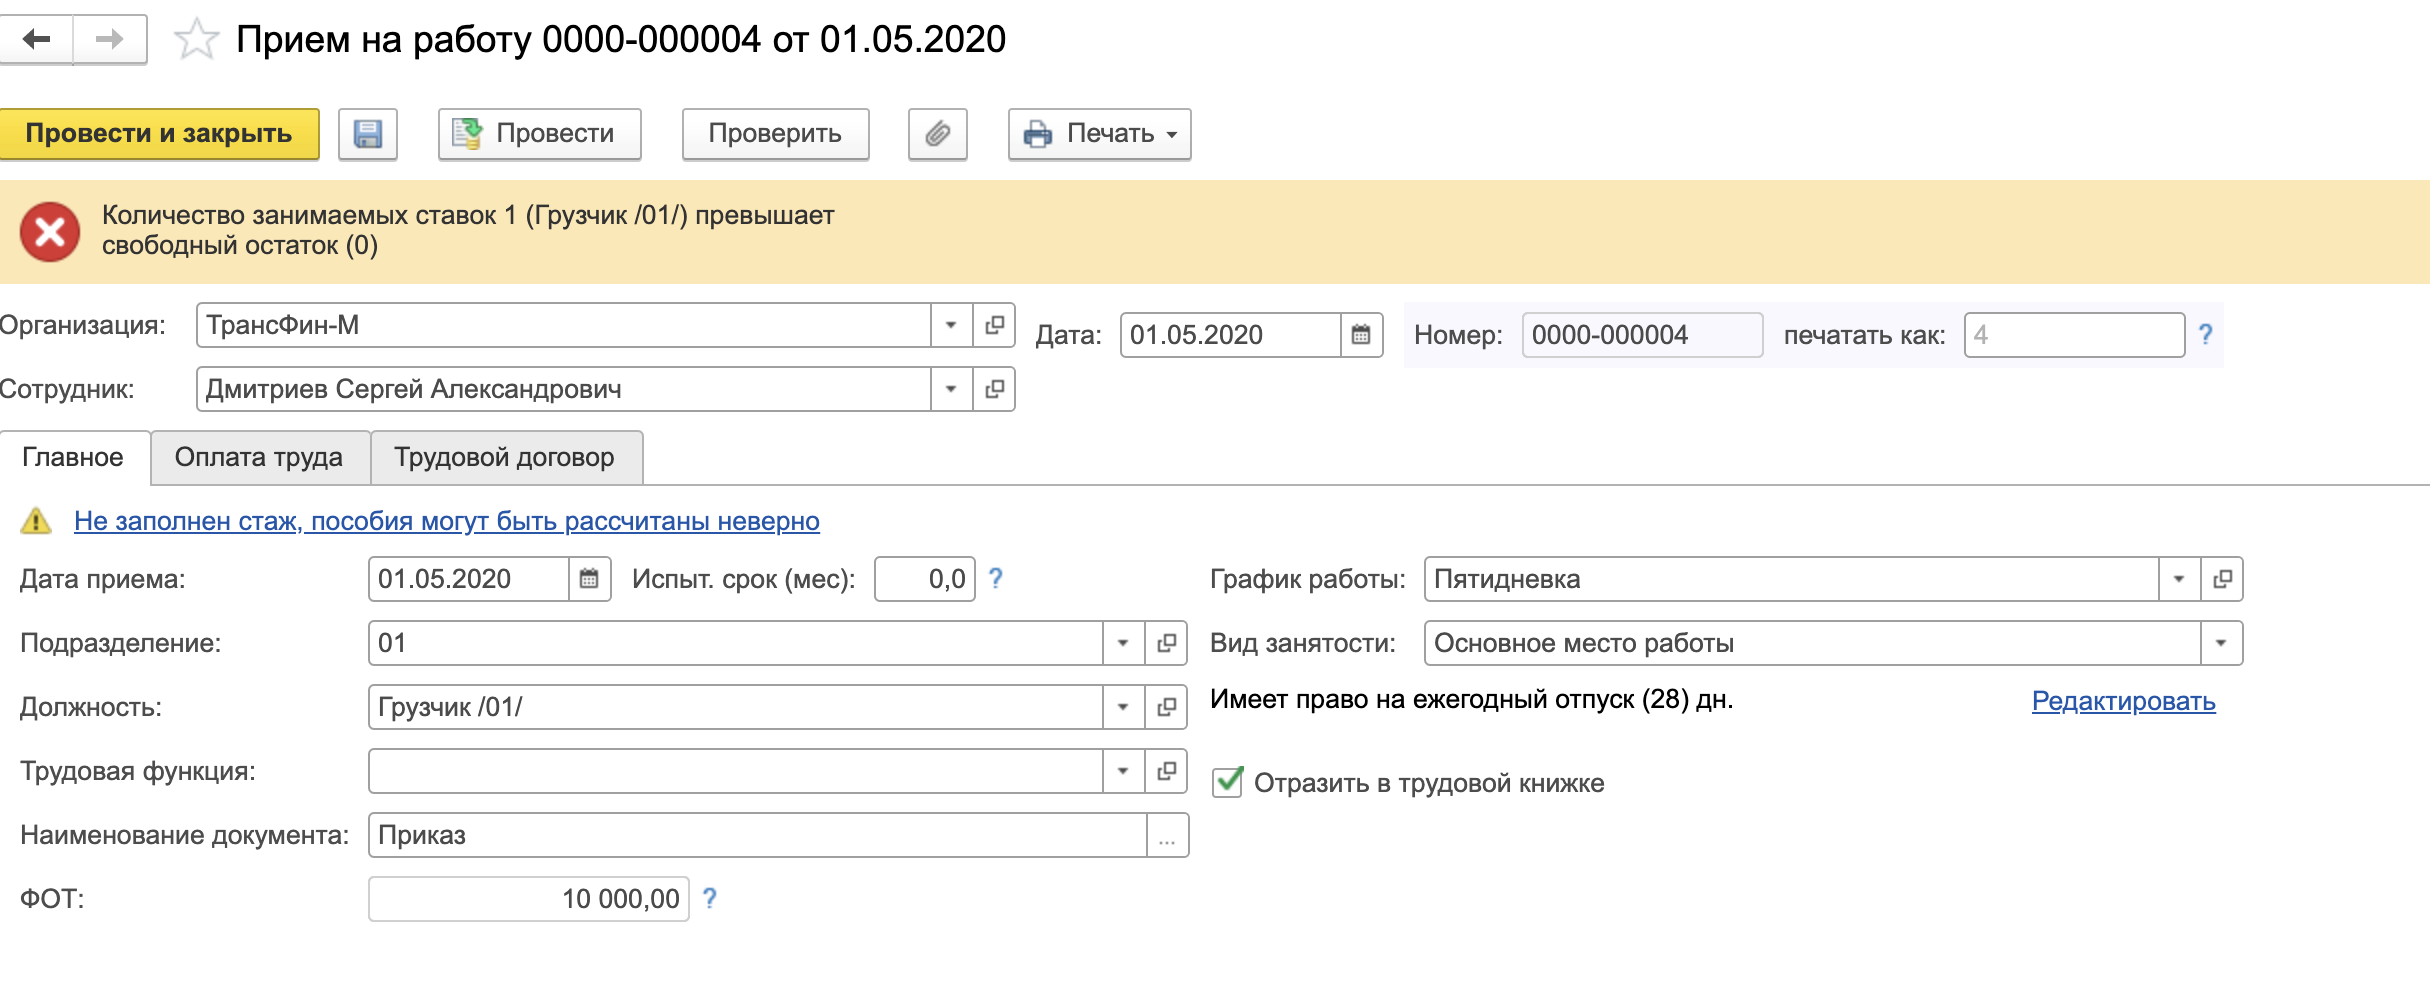 Прием на работу 0000-000004 от 01.05.2020
Провести и закрыть Провести Проверить Печать
Количество занимаемых ставок 1 (Грузчик /01/) превышает
свободный остаток (0)
Организация: ТрансФин-М Дата: 01.05.2020 Номер: 0000-000004 печатать как: 4 ?
Сотрудник: Дмитриев Сергей Александрович
Главное Оплата труда Трудовой договор
Не заполнен стаж, пособия могут быть рассчитаны неверно
Дата приема: 01.05.2020 Испыт. срок (мес): 0,0 ? График работы: Пятидневка
Подразделение: 01 Вид занятости: Основное место работы
Должность: Грузчик /01/ Имеет право на ежегодный отпуск (28) дн. Редактировать
Трудовая функция: Отразить в трудовой книжке
Наименование документа: Приказ ...
ФОТ: 10 000,00 ?